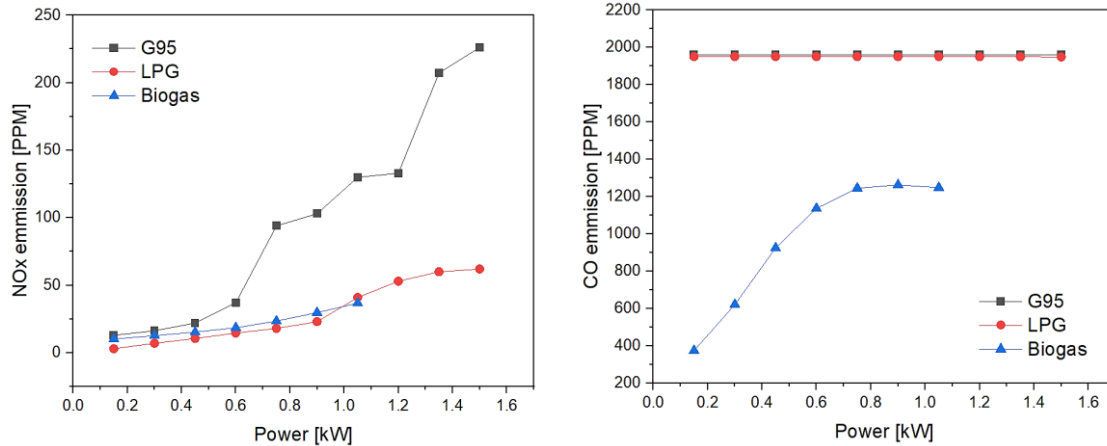 250
200
150
100
50
0
NOx emmission [PPM]
G95
LPG
Biogas
0.0 0.2 0.4 0.6 0.8 1.0 1.2 1.4 1.6
Power [kW]
2200
2000
1800
1600
1400
1200
1000
800
600
400
200
CO emmission [PPM]
G95
LPG
Biogas
0.0 0.2 0.4 0.6 0.8 1.0 1.2 1.4 1.6
Power [kW]